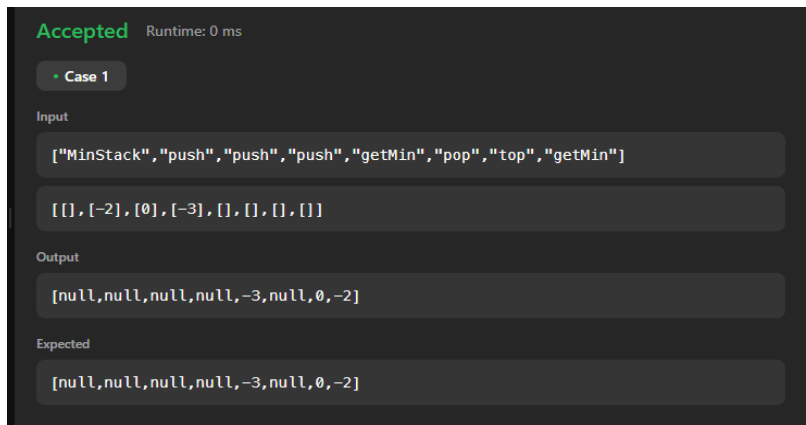 Accepted Runtime: 0 ms
• Case 1
Input
["MinStack","push","push","push","getMin","pop","top","getMin"]
[[],[-2],[0],[-3],[],[],[],[]]
Output
[null,null,null,null,-3,null,0,-2]
Expected
[null,null,null,null,-3,null,0,-2]